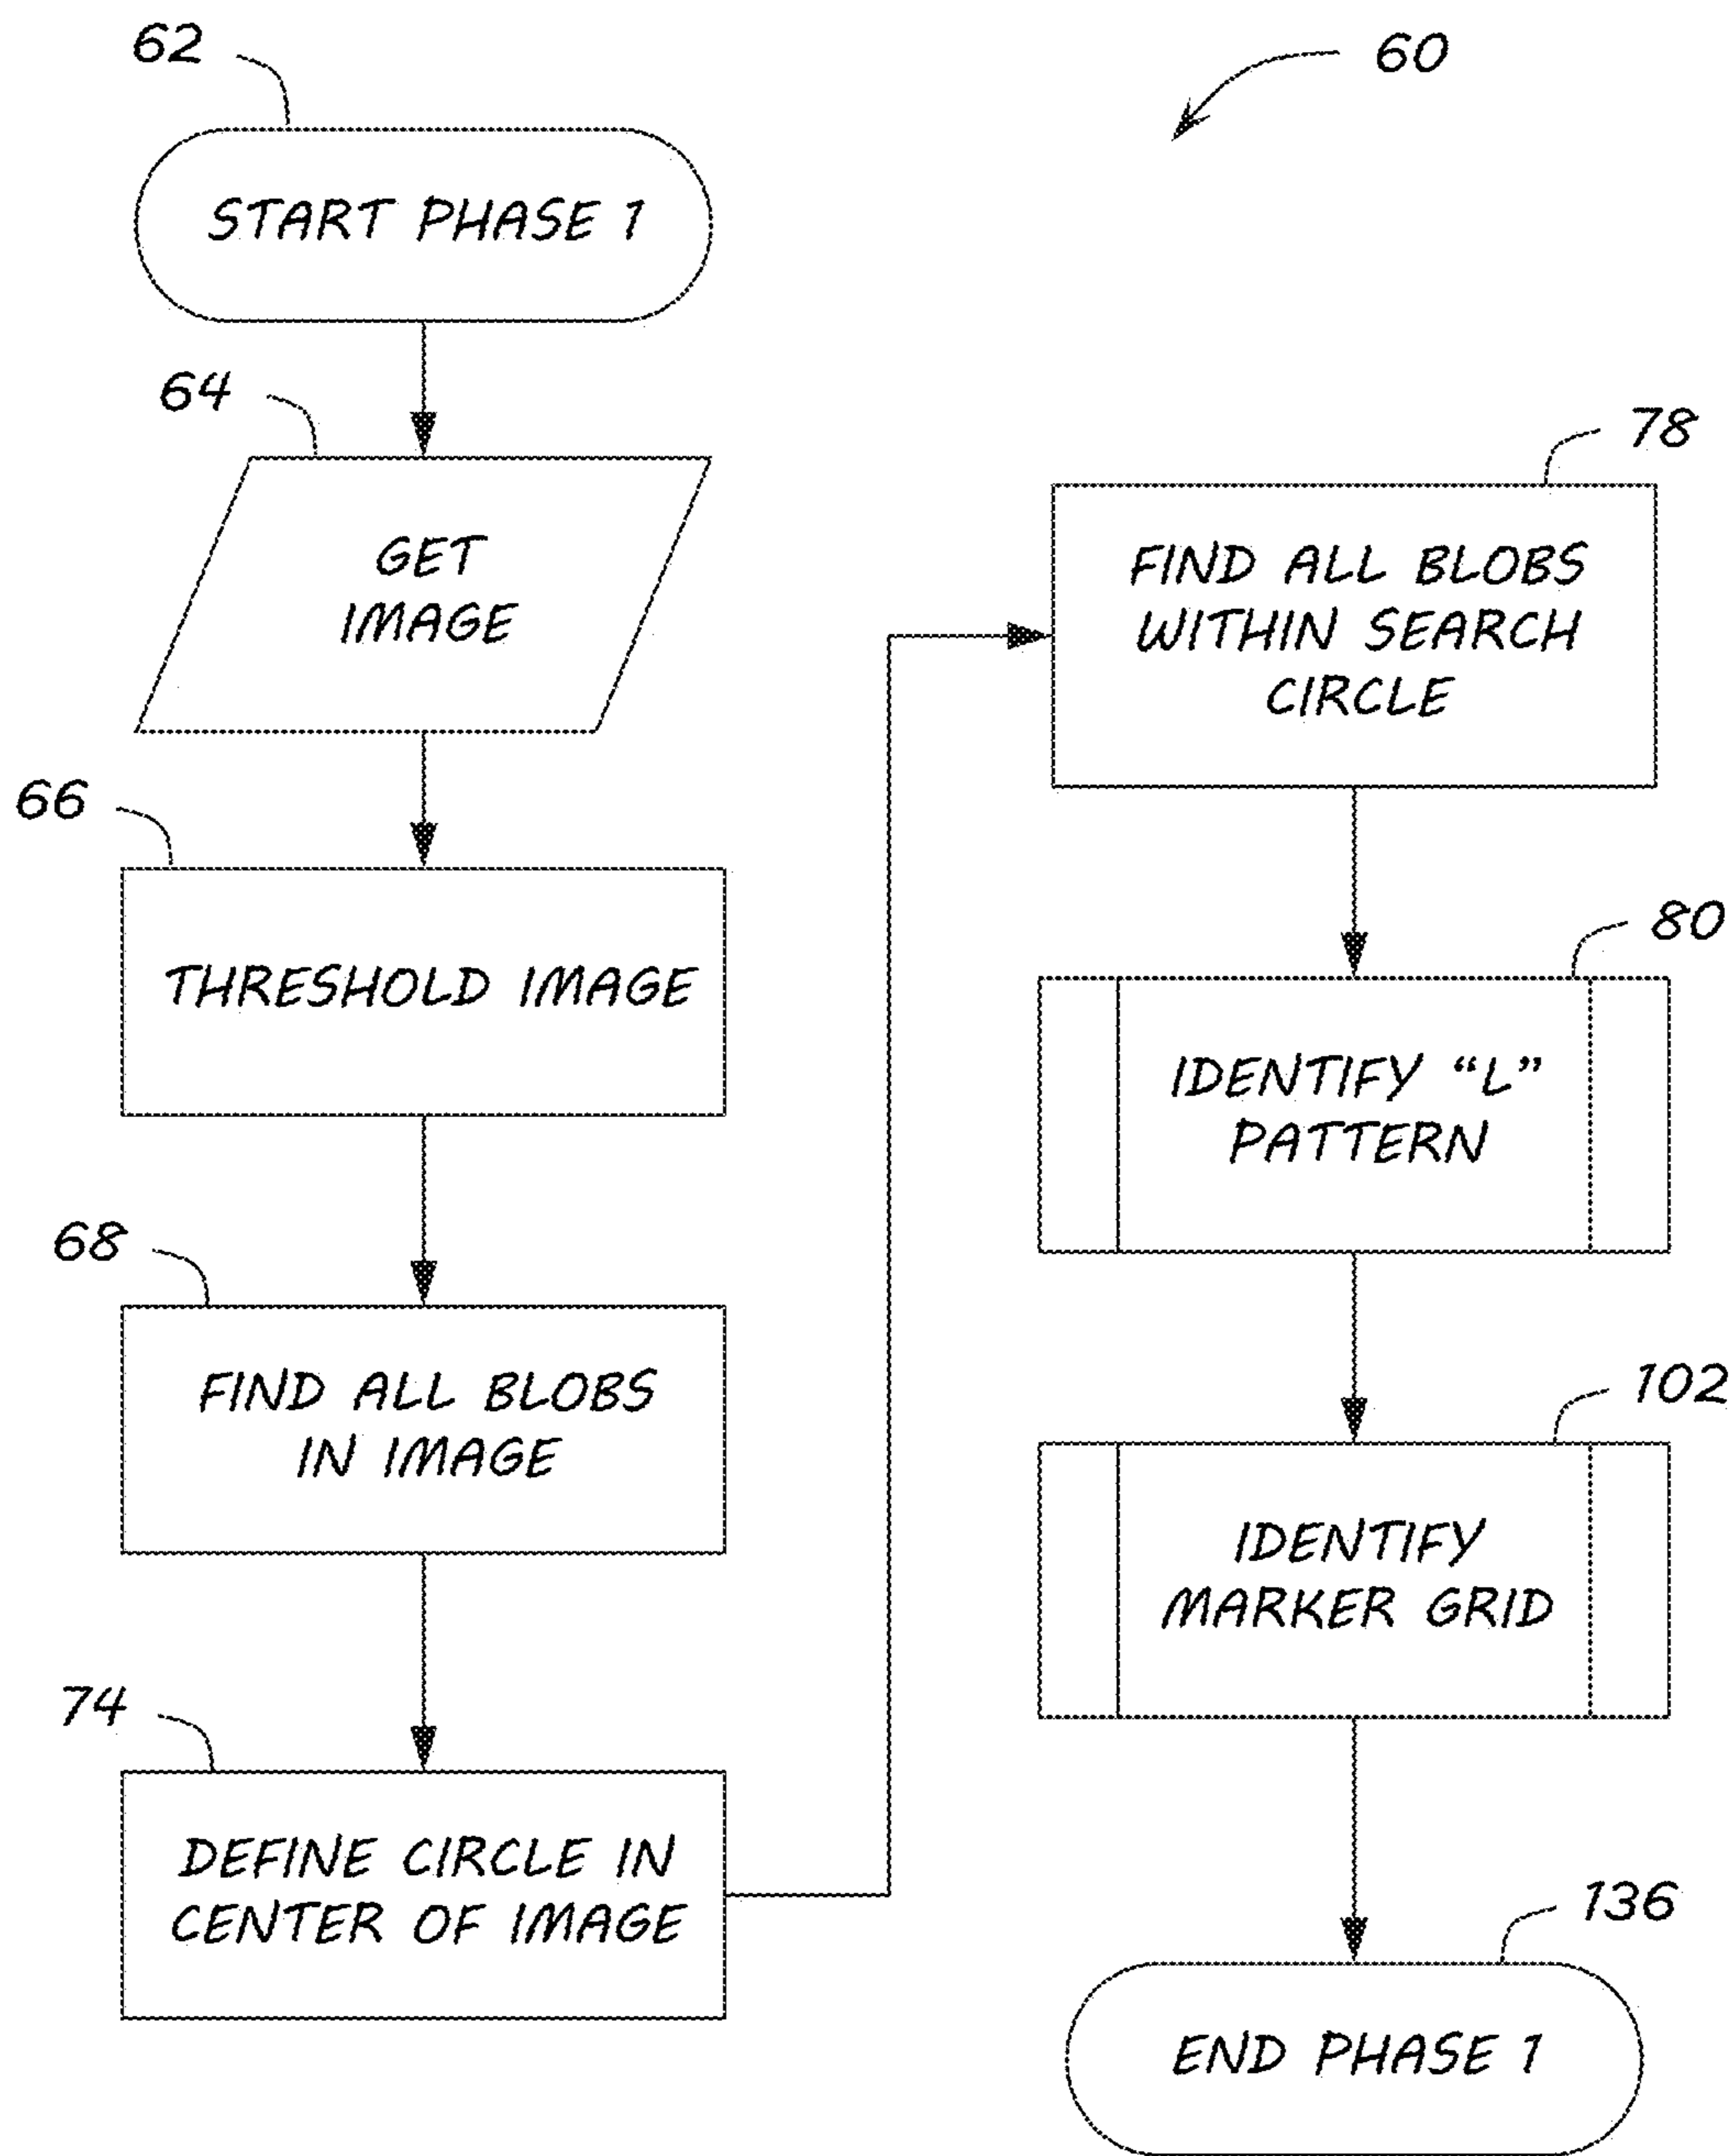 62
START PHASE 1
64
GET
IMAGE
66
THRESHOLD IMAGE
68
FIND ALL BLOBS
IN IMAGE
74
DEFINE CIRCLE IN
CENTER OF IMAGE
60
78
FIND ALL BLOBS
WITHIN SEARCH
CIRCLE
80
IDENTIFY “L”
PATTERN
102
IDENTIFY
MARKER GRID
136
END PHASE 1